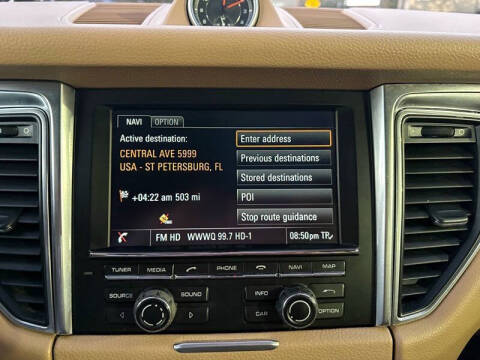 NAVI OPTION
Active destination:
CENTRAL AVE 5999
USA - ST PETERSBURG, FL
+04:22 am 503 mi
Enter address
Previous destinations
Stored destinations
POI
Stop route guidance
FM HD WWWQ 99.7 HD-1 08:50pm TP
TUNER MEDIA PHONE NAVI MAP
SOURCE SOUND INFO
CAR OPTION